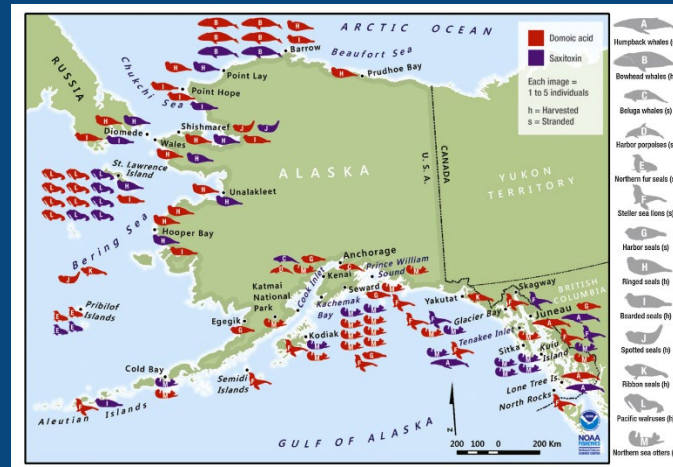 ARCTIC OCEAN
Beaufort Sea
Barrow
Chukchi Sea
RUSSIA
Point Lay
Point Hope
Prudhoe Bay
Domoic acid
Saxitoxin
Each image =
1 to 5 individuals
h = Harvested
s = Stranded
Diomede
Shishmaref
Wales
St. Lawrence
Island
ALASKA
U.S.A.
CANADA
YUKON
TERRITORY
Unalakleet
Bering Sea
Hooper Bay
Anchorage
Kenai
Prince William
Sound
Cook Inlet
Seward
Katmai
National
Park
Kachemak
Bay
Pribilof
Islands
Egegik
Kodiak
Yakutat
Skagway
BRITISH
COLUMBIA
Glacier Bay
Juneau
Tenakee Inlet
Sitka
Kuiu
Island
Cold Bay
Semidi
Islands
Lone Tree Is.
North Rocks
Aleutian Islands
GULF OF ALASKA
N
200 100 0 200 Km
NOAA
FISHERIES
A
Humpback whales (
B
Bowhead whales (h
C
Beluga whales (s)
D
Harbor porpoises (s
E
Northern fur seals (s)
F
Steller sea lions (s)
G
Harbor seals (s)
H
Ringed seals (h)
I
Bearded seals (h)
J
Spotted seals (h)
K
Ribbon seals (h)
L
Pacific walruses (h
M
Northern sea otters (